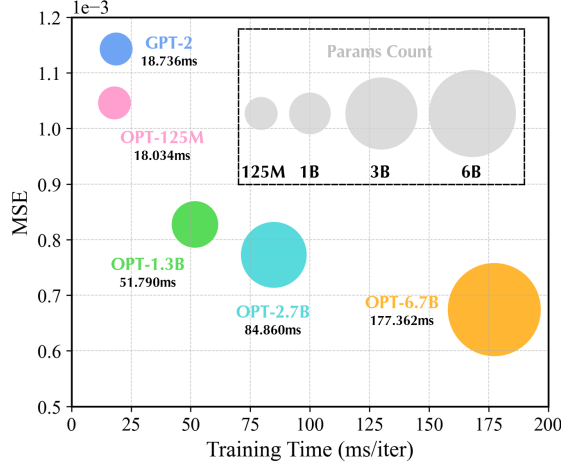 1e−3
1.2
1.1
1.0
0.9
0.8
0.7
0.6
0.5
MSE
GPT-2
18.736ms
OPT-125M
18.034ms
OPT-1.3B
51.790ms
OPT-2.7B
84.860ms
OPT-6.7B
177.362ms
Params Count
125M 1B 3B 6B
0 25 50 75 100 125 150 175 200
Training Time (ms/iter)